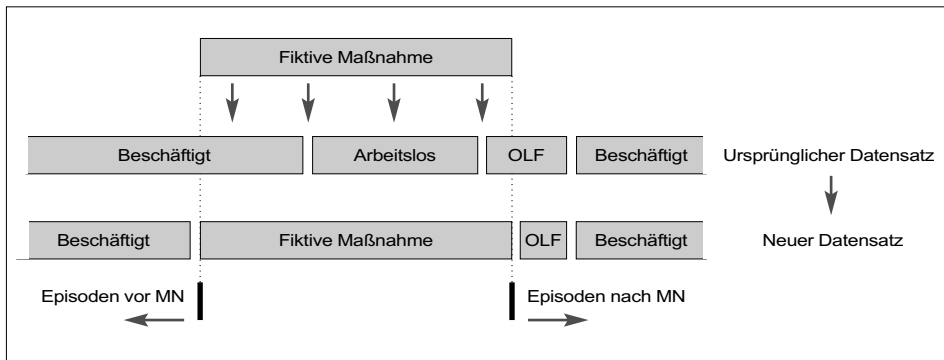 Fiktive Maßnahme
Beschäftigt Arbeitslos OLF Beschäftigt Ursprünglicher Datensatz
Beschäftigt Fiktive Maßnahme OLF Beschäftigt Neuer Datensatz
Episoden vor MN Episoden nach MN